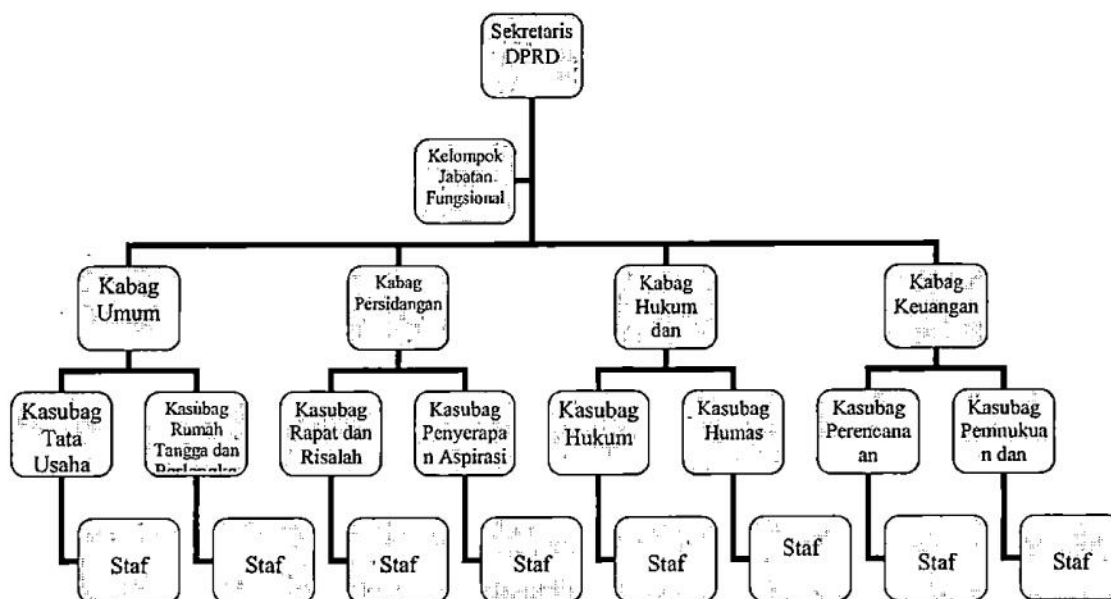 Sekretaris
DPRD
Kelompok
Jabatan
Fungsional
Kabag
Umum
Kabag
Persidangan
Kabag
Hukum
dan
Kabag
Keuangan
Kasubag
Tata
Usaha
Kasubag
Rumah
Tangga dan
Kasubag
Rapat dan
Risalah
Kasubag
Penyerapa
n Aspirasi
Kasubag
Hukum
Kasubag
Humas
Kasubag
Perencana
an
Kasubag
Pemnukua
n dan
Staf
Staf
Staf
Staf
Staf
Staf
Staf
Staf